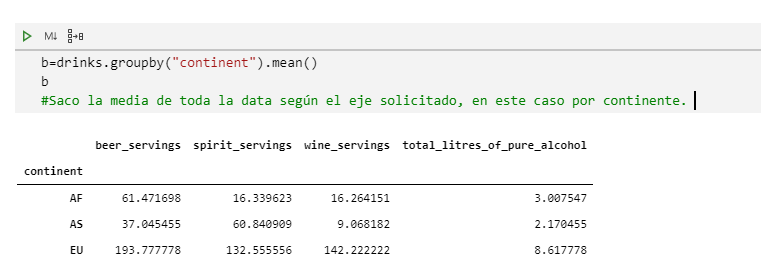 M↓
b=drinks.groupby("continent").mean()
b
#Saco la media de toda la data según el eje solicitado, en este caso por continente.
beer_servings spirit_servings wine_servings total_litres_of_pure_alcohol
continent
AF 61.471698 16.339623 16.264151 3.007547
AS 37.045455 60.840909 9.068182 2.170455
EU 193.777778 132.555556 142.222222 8.617778